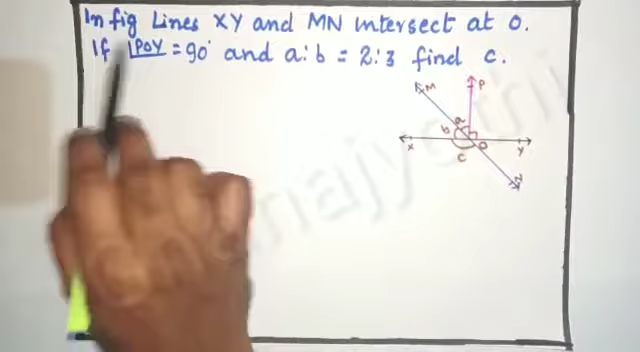 In fig Lines XY and MN intersect at O.
If ∠POY = 90° and a:b = 2:3 find c.
M
P
a
b
X
O
Y
c
N